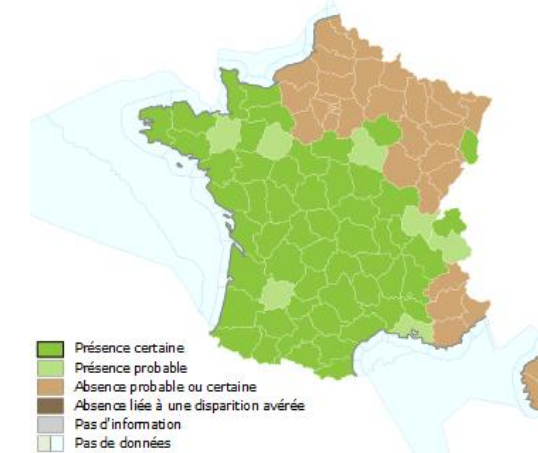 Présence certaine
Présence probable
Absence probable ou certaine
Absence liée à une disparition avérée
Pas d'information
Pas de données